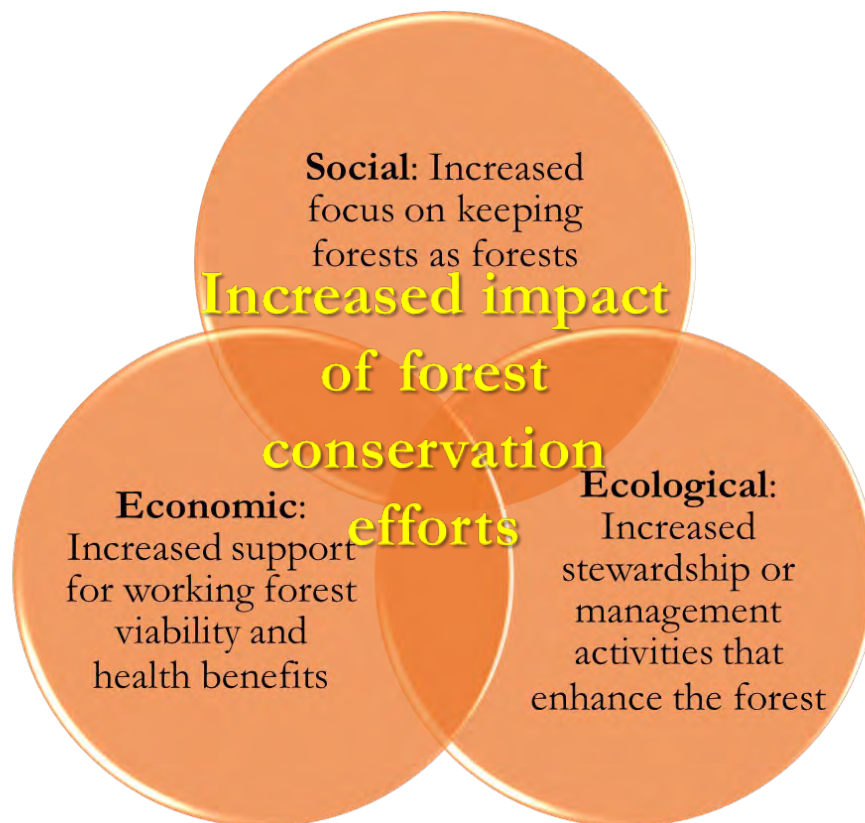 Social: Increased
focus on keeping
forests as forests
Increased impact
of forest
conservation
efforts
Economic:
Increased support
for working forest
viability and
health benefits
Ecological:
Increased
stewardship or
management
activities that
enhance the forest